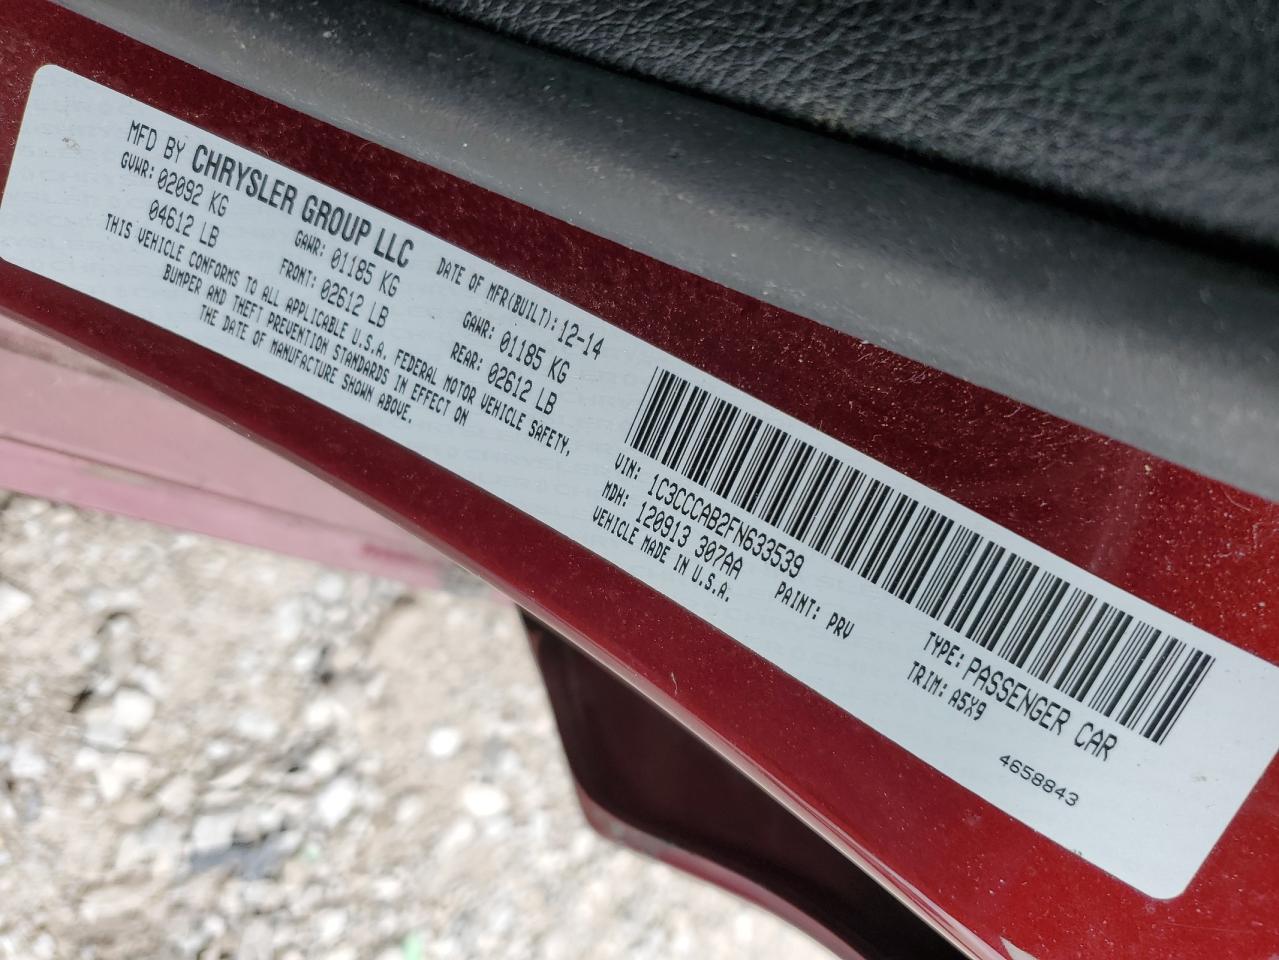 MFD BY CHRYSLER GROUP LLC DATE OF MFR(BUILT): 12-14
GVWR: 02092 KG GAWR: 01185 KG GAWR: 01185 KG
04612 LB FRONT: 02612 LB REAR: 02612 LB
THIS VEHICLE CONFORMS TO ALL APPLICABLE U.S.A. FEDERAL MOTOR VEHICLE SAFETY,
BUMPER AND THEFT PREVENTION STANDARDS IN EFFECT ON
THE DATE OF MANUFACTURE SHOWN ABOVE.
VIN: 1C3CCCAB2FN633539 TYPE: PASSENGER CAR
MDH: 120913 307AA PAINT: PRV TRIM: A5X9
VEHICLE MADE IN U.S.A.
4658843